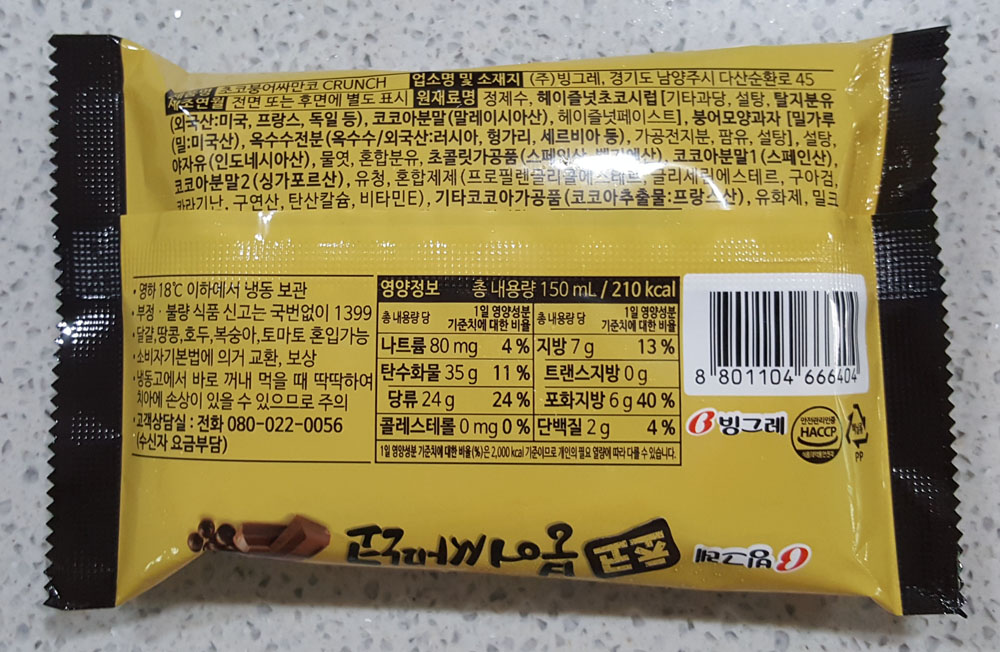 초코붕어싸만코 CRUNCH 업소명 및 소재지 (주)빙그레, 경기도 남양주시 다산순환로 45
제조연월 전면 또는 후면에 별도 표시 원재료명 정제수, 헤이즐넛초코시럽[기타과당, 설탕, 탈지분유
(외국산:미국, 프랑스, 독일 등), 코코아분말(말레이시아산), 헤이즐넛페이스트], 붕어모양과자 [밀가루
(밀:미국산), 옥수수전분(옥수수/외국산:러시아, 헝가리, 세르비아 등), 가공전지분, 팜유, 설탕], 설탕,
야자유(인도네시아산), 물엿, 혼합분유, 초콜릿가공품(스페인산, 벨기에산), 코코아분말1(스페인산),
코코아분말2(싱가포르산), 유청, 혼합제제(프로필렌글리콜에스테르, 글리세린에스테르, 구아검,
카라기난, 구연산, 탄산칼슘, 비타민E), 기타코코아가공품(코코아추출물:프랑스산), 유화제, 밀크
• 영하 18℃ 이하에서 냉동 보관
• 부정 · 불량 식품 신고는 국번없이 1399
• 달걀, 땅콩, 호두, 복숭아, 토마토 혼입가능
• 소비자기본법에 의거 교환, 보상
• 냉동고에서 바로 꺼내 먹을 때 딱딱하여
치아에 손상이 있을 수 있으므로 주의
• 고객상담실 : 전화 080-022-0056
(수신자 요금부담)
영양정보 총 내용량 150 mL / 210 kcal
총 내용량 당 1일 영양성분 기준치에 대한 비율 총 내용량 당 1일 영양성분 기준치에 대한 비율
나트륨 80 mg 4 % 지방 7 g 13 %
탄수화물 35 g 11 % 트랜스지방 0 g
당류 24 g 24 % 포화지방 6 g 40 %
콜레스테롤 0 mg 0 % 단백질 2 g 4 %
1일 영양성분 기준치에 대한 비율(%)은 2,000 kcal 기준이므로 개인의 필요 열량에 따라 다를 수 있습니다.
8 801104 666404
빙그레
안전관리인증
HACCP
식품의약품안전처
PP
빙그레
초코
붕어싸만코